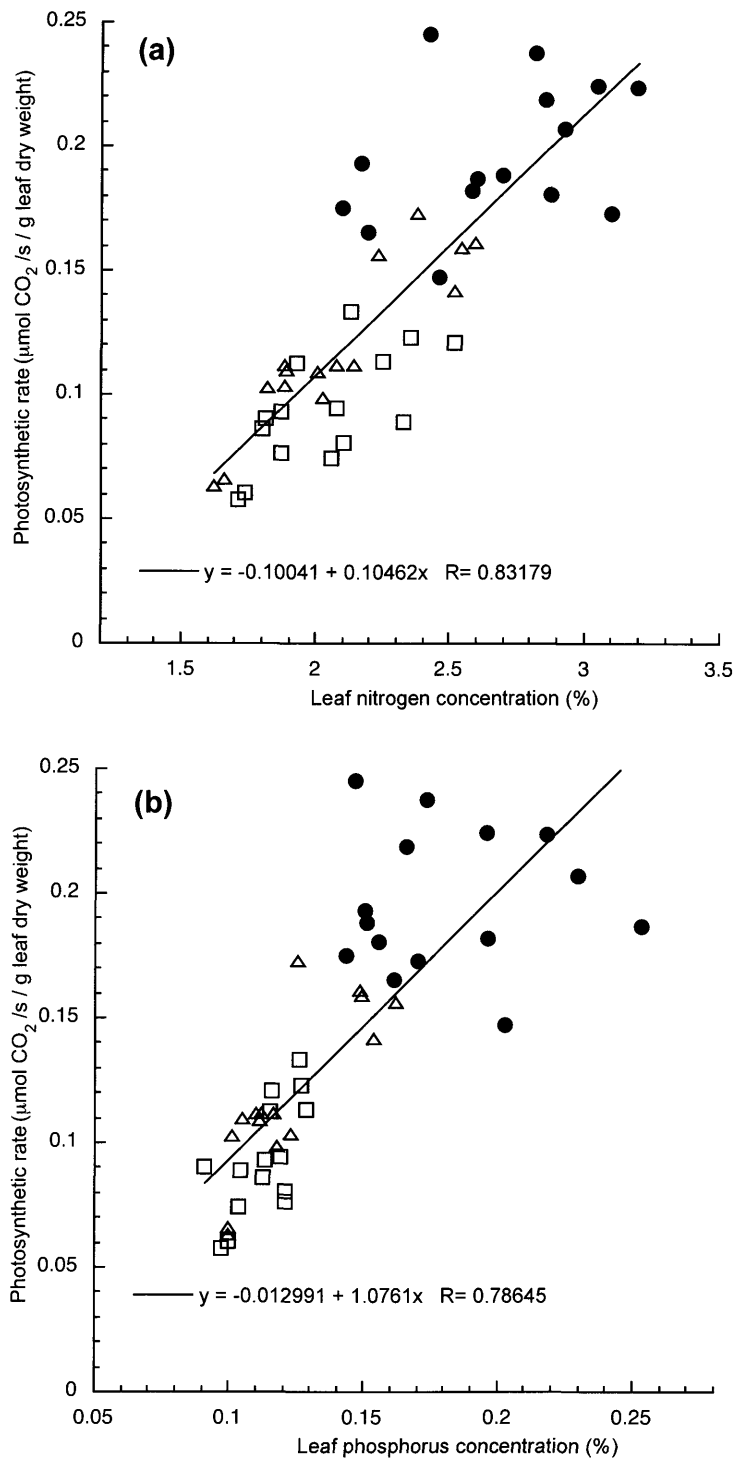 (a)
0.25
0.2
0.15
0.1
0.05
0
Photosynthetic rate (μmol CO2 /s / g leaf dry weight)
y = -0.10041 + 0.10462x R= 0.83179
1.5 2 2.5 3 3.5
Leaf nitrogen concentration (%)
(b)
0.25
0.2
0.15
0.1
0.05
0
Photosynthetic rate (μmol CO2 /s / g leaf dry weight)
y = -0.012991 + 1.0761x R= 0.78645
0.05 0.1 0.15 0.2 0.25
Leaf phosphorus concentration (%)